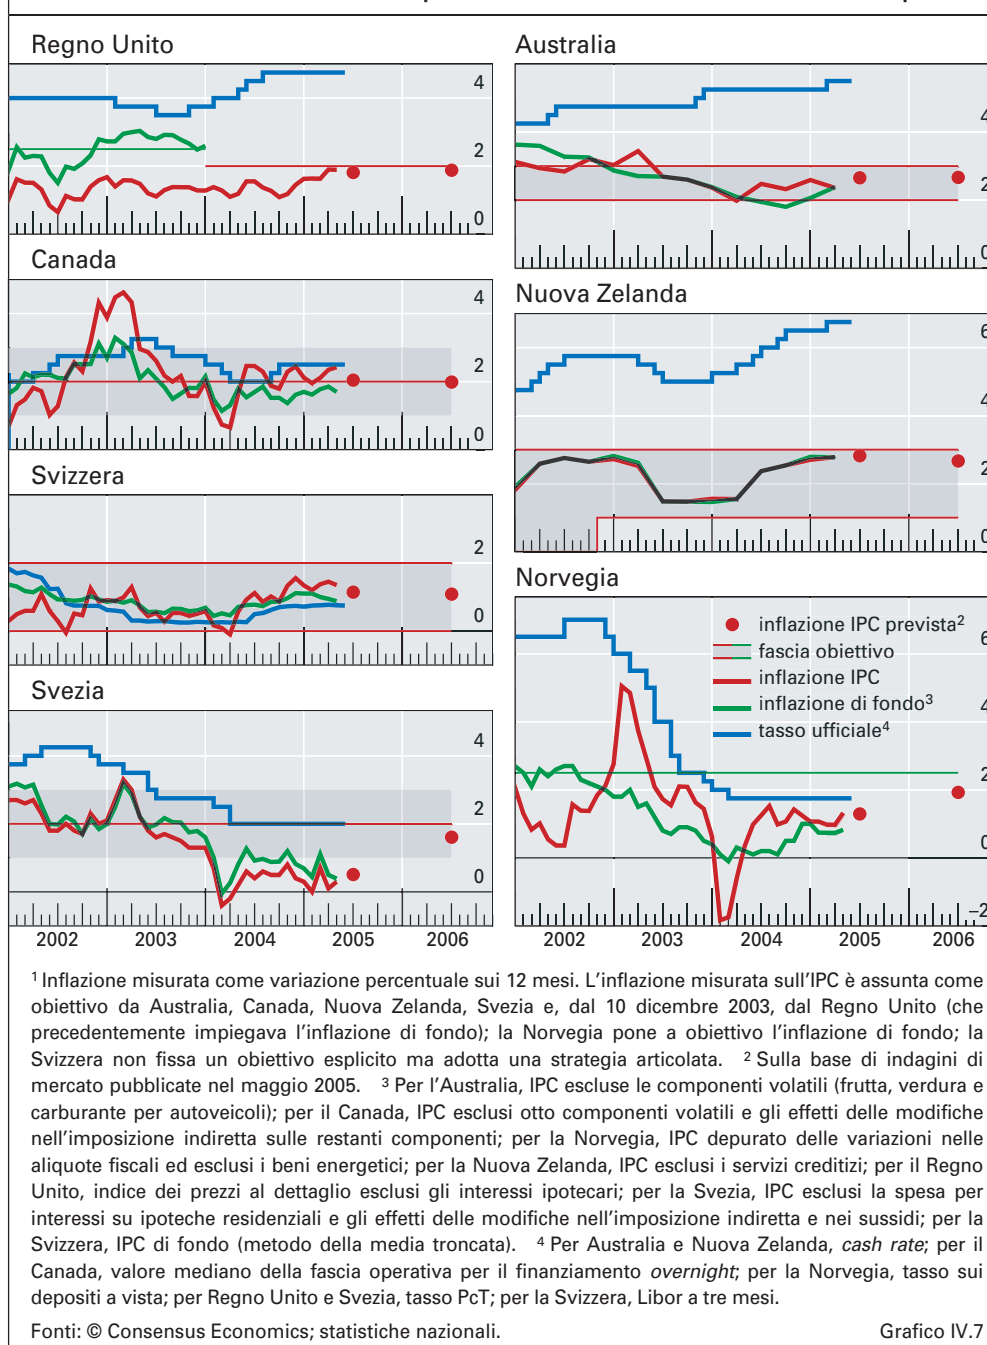 Regno Unito
4
2
0
Canada
4
2
0
Svizzera
2
0
Svezia
4
2
0
2002 2003 2004 2005 2006
Australia
4
2
0
Nuova Zelanda
6
4
2
0
Norvegia
inflazione IPC prevista²
fascia obiettivo
inflazione IPC
inflazione di fondo³
tasso ufficiale⁴
6
4
2
0
–2
2002 2003 2004 2005 2006
¹ Inflazione misurata come variazione percentuale sui 12 mesi. L'inflazione misurata sull'IPC è assunta come
obiettivo da Australia, Canada, Nuova Zelanda, Svezia e, dal 10 dicembre 2003, dal Regno Unito (che
precedentemente impiegava l'inflazione di fondo); la Norvegia pone a obiettivo l'inflazione di fondo; la
Svizzera non fissa un obiettivo esplicito ma adotta una strategia articolata. ² Sulla base di indagini di
mercato pubblicate nel maggio 2005. ³ Per l'Australia, IPC escluse le componenti volatili (frutta, verdura e
carburante per autoveicoli); per il Canada, IPC esclusi otto componenti volatili e gli effetti delle modifiche
nell'imposizione indiretta sulle restanti componenti; per la Norvegia, IPC depurato delle variazioni nelle
aliquote fiscali ed esclusi i beni energetici; per la Nuova Zelanda, IPC esclusi i servizi creditizi; per il Regno
Unito, indice dei prezzi al dettaglio esclusi gli interessi ipotecari; per la Svezia, IPC esclusi la spesa per
interessi su ipoteche residenziali e gli effetti delle modifiche nell'imposizione indiretta e nei sussidi; per la
Svizzera, IPC di fondo (metodo della media troncata). ⁴ Per Australia e Nuova Zelanda, cash rate; per il
Canada, valore mediano della fascia operativa per il finanziamento overnight; per la Norvegia, tasso sui
depositi a vista; per Regno Unito e Svezia, tasso PcT; per la Svizzera, Libor a tre mesi.
Fonti: © Consensus Economics; statistiche nazionali. Grafico IV.7